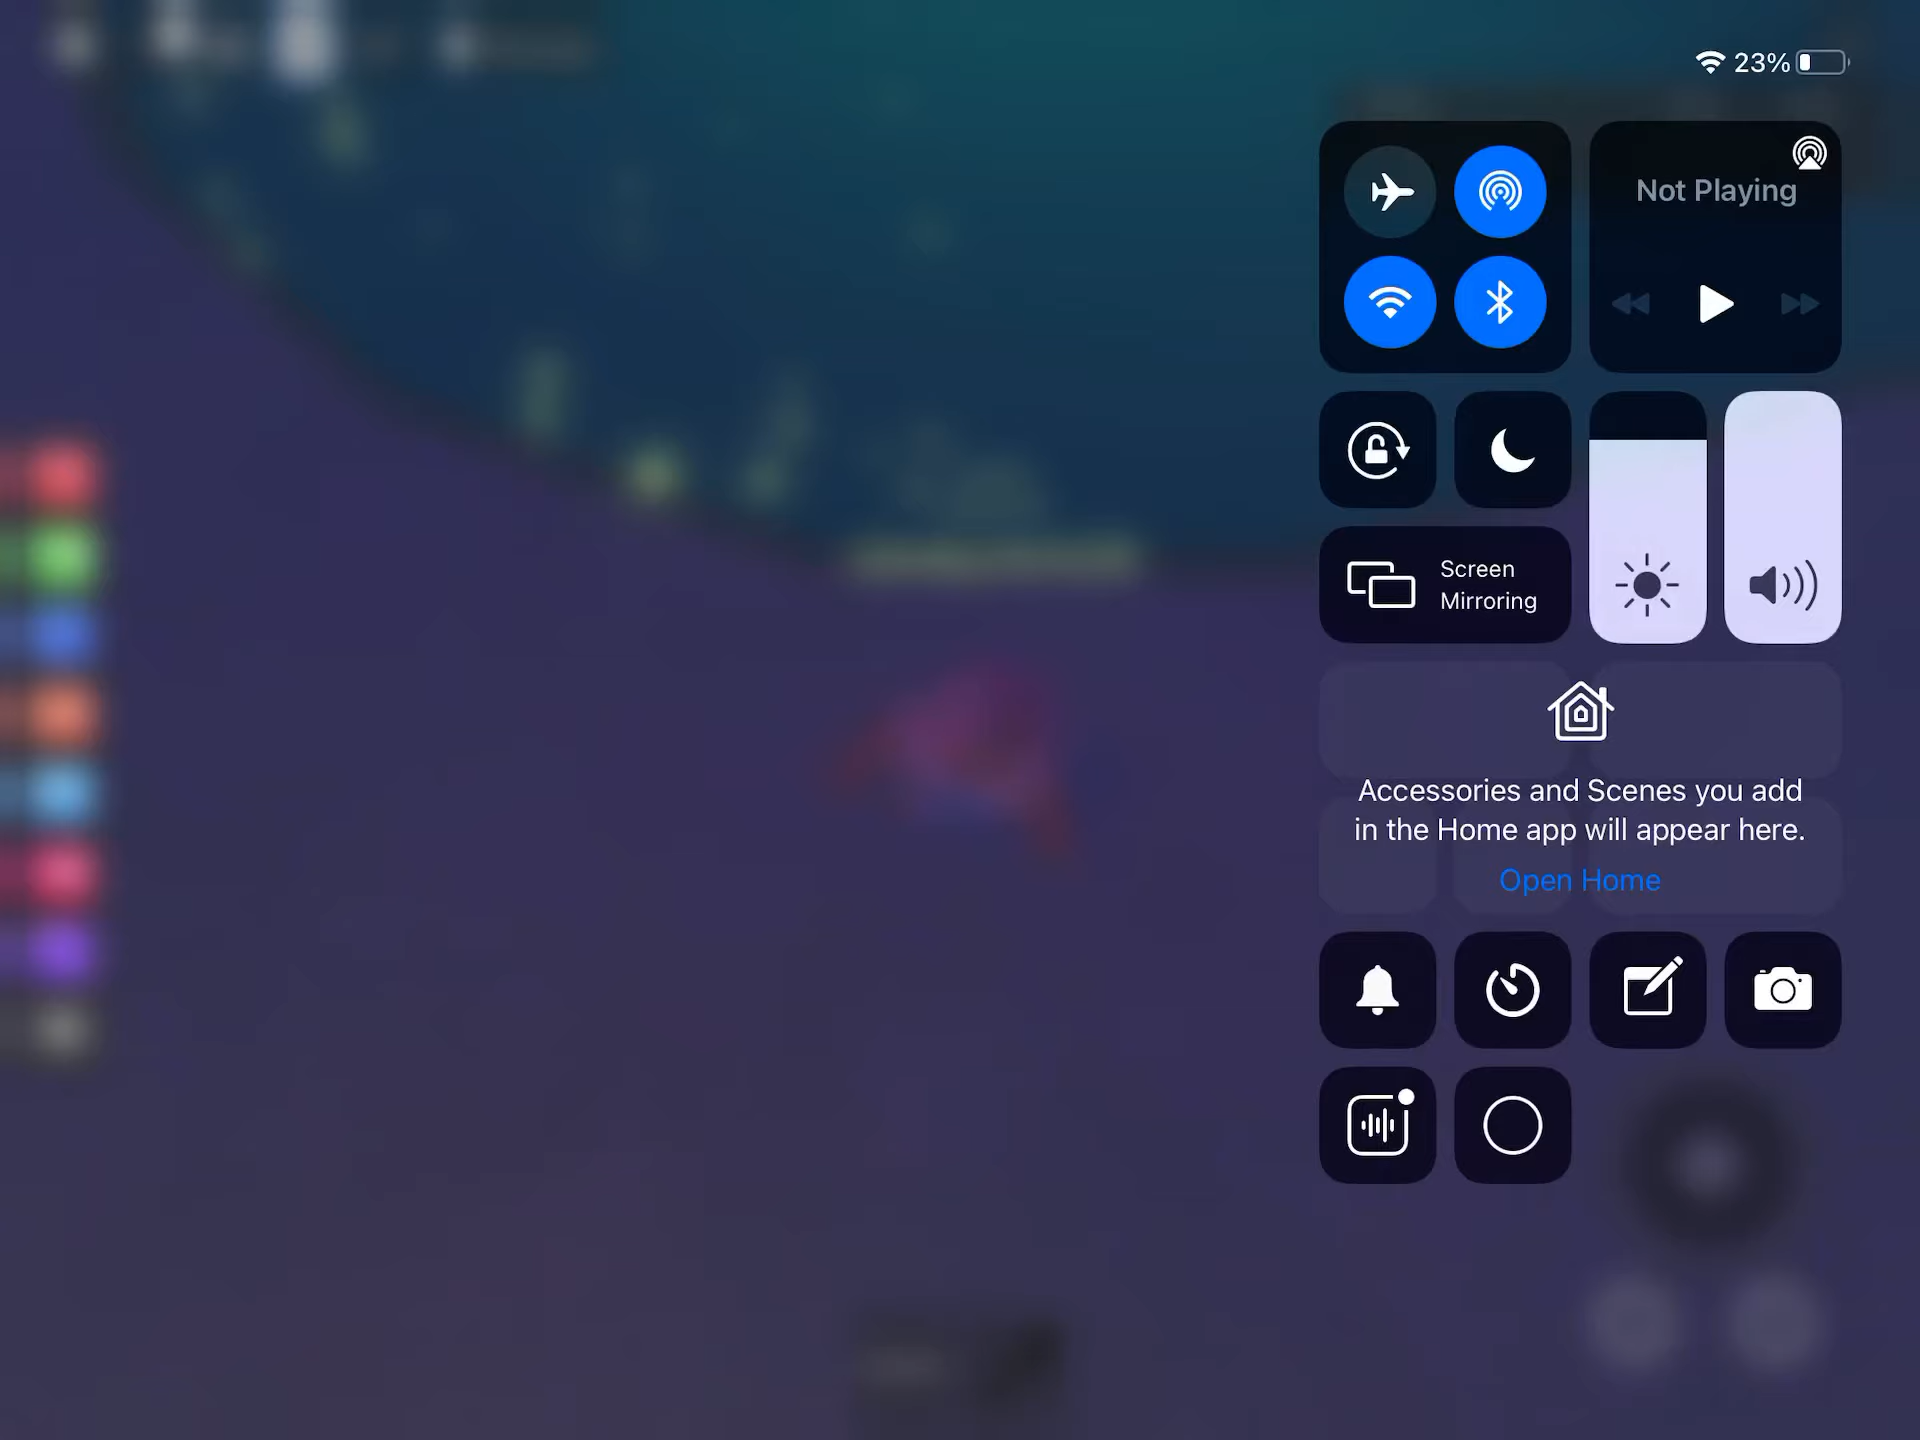 23%
Not Playing
Screen
Mirroring
Accessories and Scenes you add
in the Home app will appear here.
Open Home